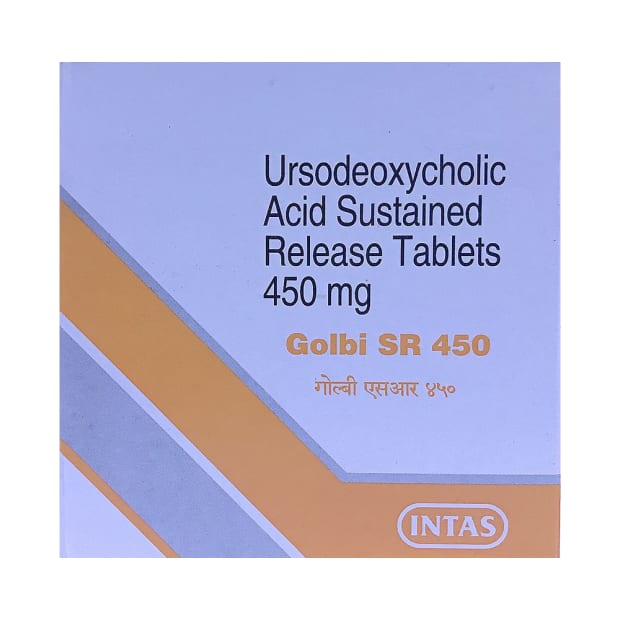 Ursodeoxycholic
Acid Sustained
Release Tablets
450 mg
Golbi SR 450
गोल्बी एसआर ४५०
INTAS